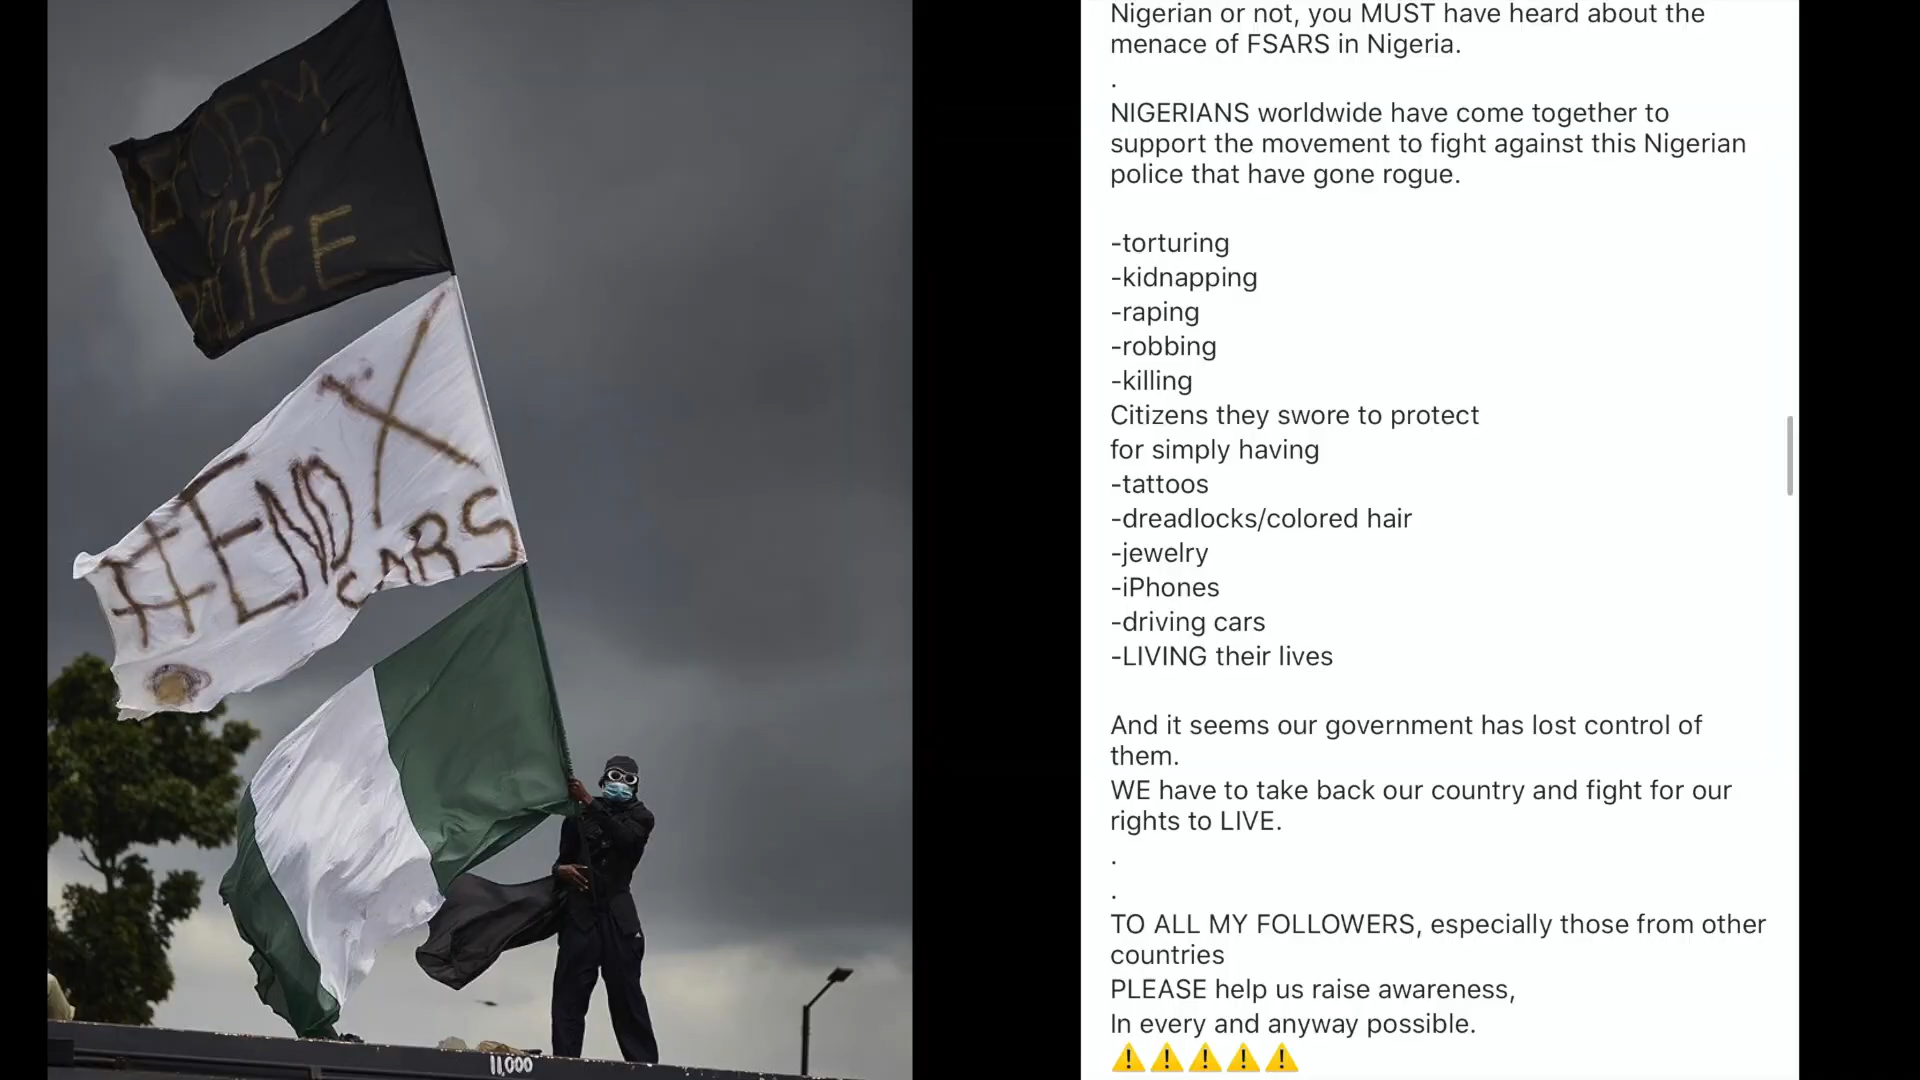 REFORM
THE
POLICE
#END
SARS
11,000
Nigerian or not, you MUST have heard about the
menace of FSARS in Nigeria.
.
NIGERIANS worldwide have come together to
support the movement to fight against this Nigerian
police that have gone rogue.
-torturing
-kidnapping
-raping
-robbing
-killing
Citizens they swore to protect
for simply having
-tattoos
-dreadlocks/colored hair
-jewelry
-iPhones
-driving cars
-LIVING their lives
And it seems our government has lost control of
them.
WE have to take back our country and fight for our
rights to LIVE.
.
.
TO ALL MY FOLLOWERS, especially those from other
countries
PLEASE help us raise awareness,
In every and anyway possible.
⚠️⚠️⚠️⚠️⚠️